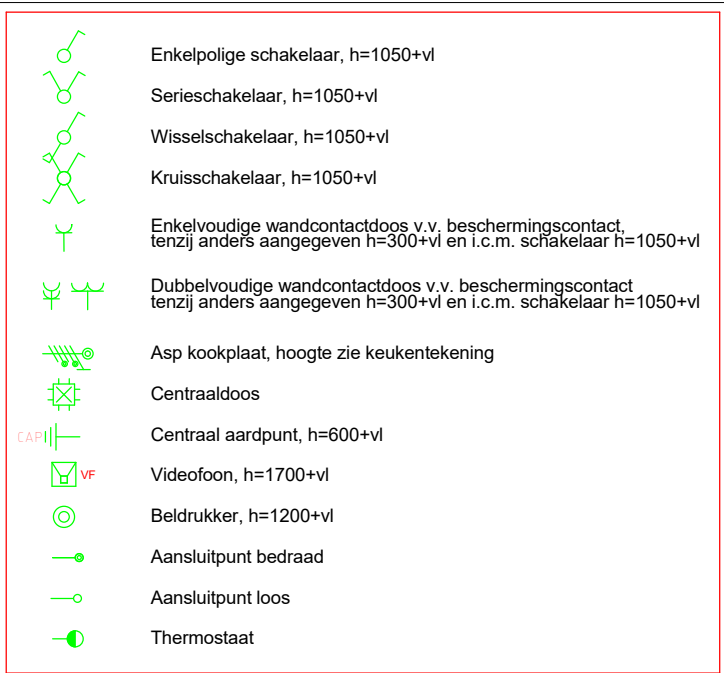 Enkelpolige schakelaar, h=1050+vl
Serieschakelaar, h=1050+vl
Wisselschakelaar, h=1050+vl
Kruisschakelaar, h=1050+vl
Enkelvoudige wandcontactdoos v.v. beschermingscontact,
tenzij anders aangegeven h=300+vl en i.c.m. schakelaar h=1050+vl
Dubbelvoudige wandcontactdoos v.v. beschermingscontact
tenzij anders aangegeven h=300+vl en i.c.m. schakelaar h=1050+vl
Asp kookplaat, hoogte zie keukentekening
Centraaldoos
CAP Centraal aardpunt, h=600+vl
VF Videofoon, h=1700+vl
Beldrukker, h=1200+vl
Aansluitpunt bedraad
Aansluitpunt loos
Thermostaat